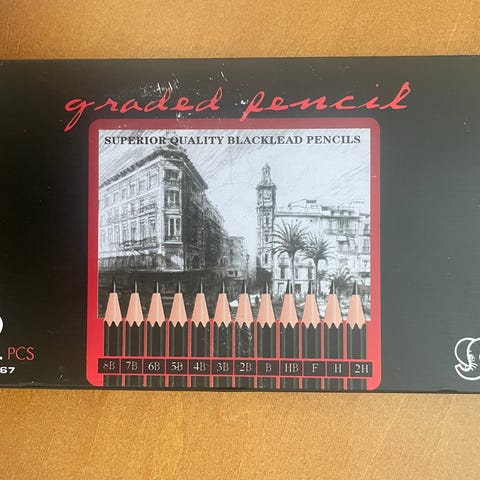 graded pencil
SUPERIOR QUALITY BLACKLEAD PENCILS
PCS
67
8B 7B 6B 5B 4B 3B 2B B HB F H 2H